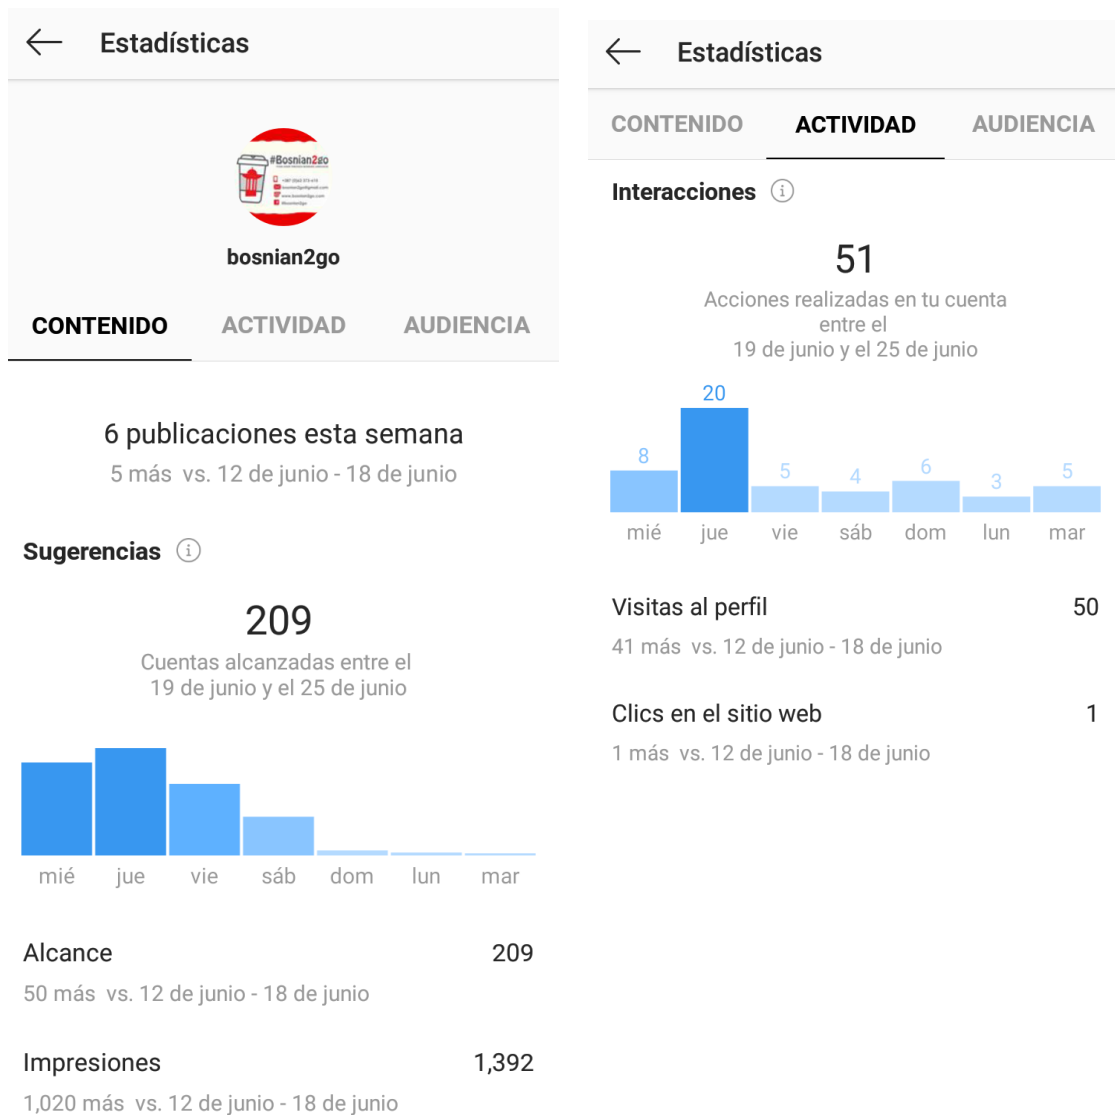 Estadísticas
#Bosnian2go
bosnian2go
CONTENIDO ACTIVIDAD AUDIENCIA
6 publicaciones esta semana
5 más vs. 12 de junio - 18 de junio
Sugerencias
209
Cuentas alcanzadas entre el
19 de junio y el 25 de junio
mié jue vie sáb dom lun mar
Alcance 209
50 más vs. 12 de junio - 18 de junio
Impresiones 1,392
1,020 más vs. 12 de junio - 18 de junio
Estadísticas
CONTENIDO ACTIVIDAD AUDIENCIA
Interacciones
51
Acciones realizadas en tu cuenta
entre el
19 de junio y el 25 de junio
8 20 5 4 6 3 5
mié jue vie sáb dom lun mar
Visitas al perfil 50
41 más vs. 12 de junio - 18 de junio
Clics en el sitio web 1
1 más vs. 12 de junio - 18 de junio